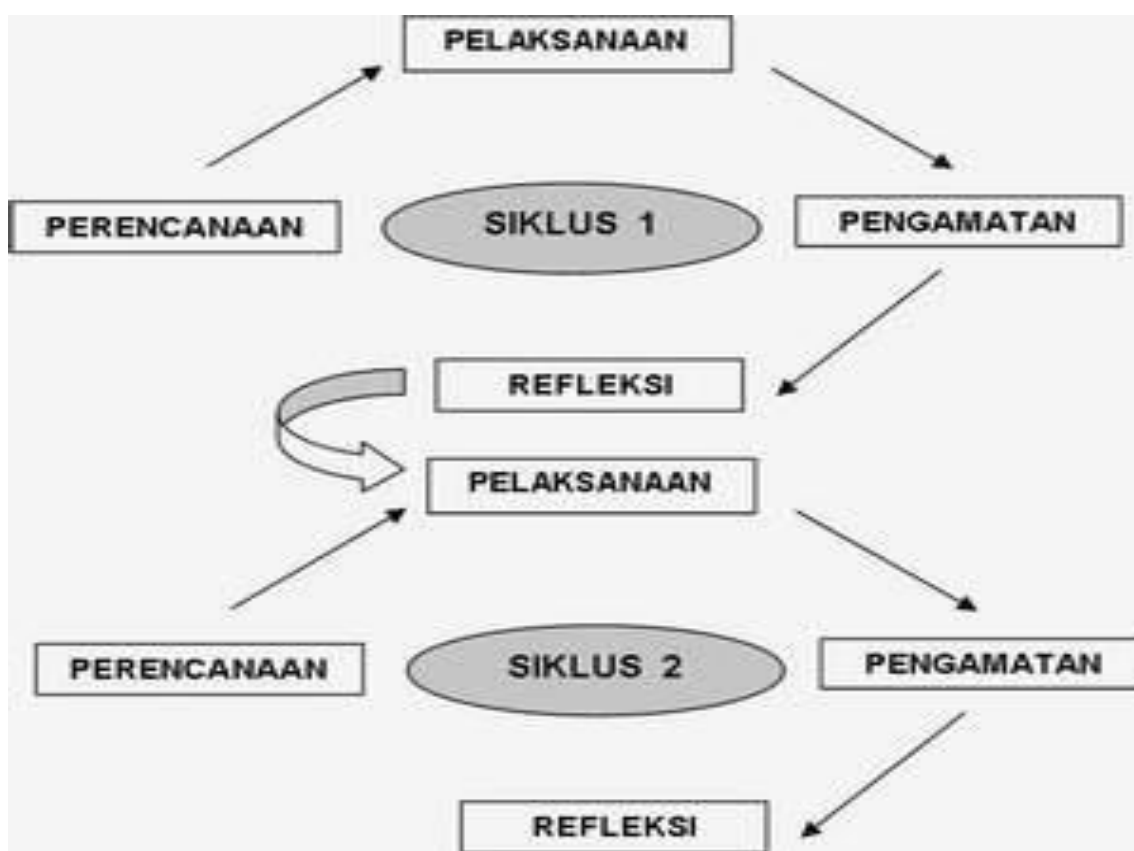 PELAKSANAAN
PERENCANAAN
SIKLUS 1
PENGAMATAN
REFLEKSI
PELAKSANAAN
PERENCANAAN
SIKLUS 2
PENGAMATAN
REFLEKSI